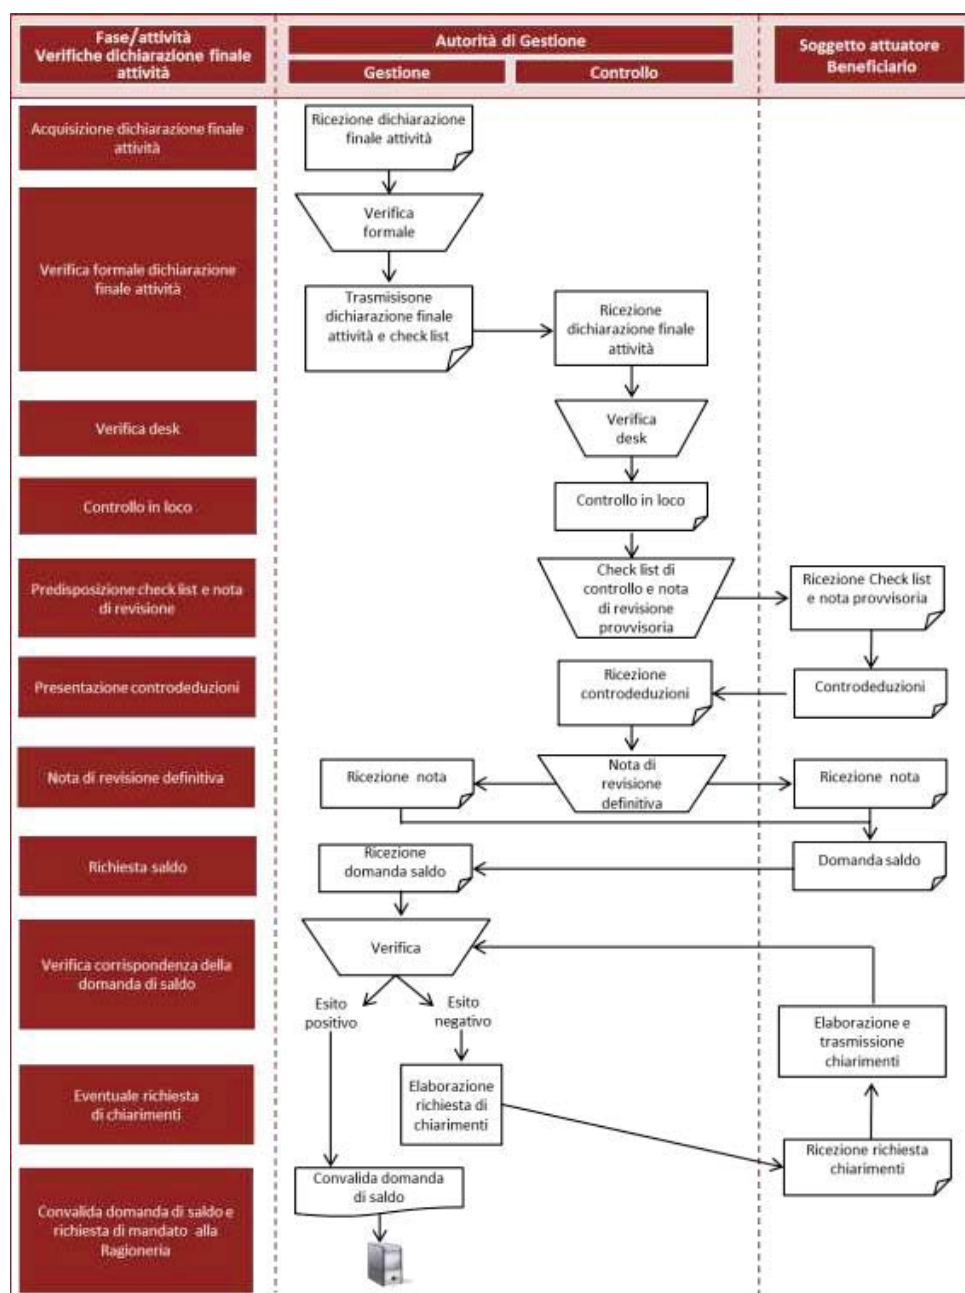 Fase/attività
Verifiche dichiarazione finale
attività
Autorità di Gestione
Gestione
Controllo
Soggetto attuatore
Beneficiario
Acquisizione dichiarazione finale
attività
Ricezione dichiarazione
finale attività
Verifica
formale
Verifica formale dichiarazione
finale attività
Trasmisisone
dichiarazione finale
attività e check list
Ricezione
dichiarazione finale
attività
Verifica desk
Verifica
desk
Controllo in loco
Controllo in loco
Predisposizione check list e nota
di revisione
Check list di
controllo e nota
di revisione
provvisoria
Ricezione Check list
e nota provvisoria
Presentazione controdeduzioni
Ricezione
controdeduzioni
Controdeduzioni
Nota di revisione definitiva
Ricezione nota
Nota di
revisione
definitiva
Ricezione nota
Richiesta saldo
Ricezione
domanda saldo
Domanda saldo
Verifica corrispondenza della
domanda di saldo
Verifica
Esito
positivo
Esito
negativo
Elaborazione e
trasmissione
chiarimenti
Eventuale richiesta
di chiarimenti
Elaborazione
richiesta di
chiarimenti
Ricezione richiesta
chiarimenti
Convalida domanda di saldo e
richiesta di mandato alla
Ragioneria
Convalida domanda
di saldo